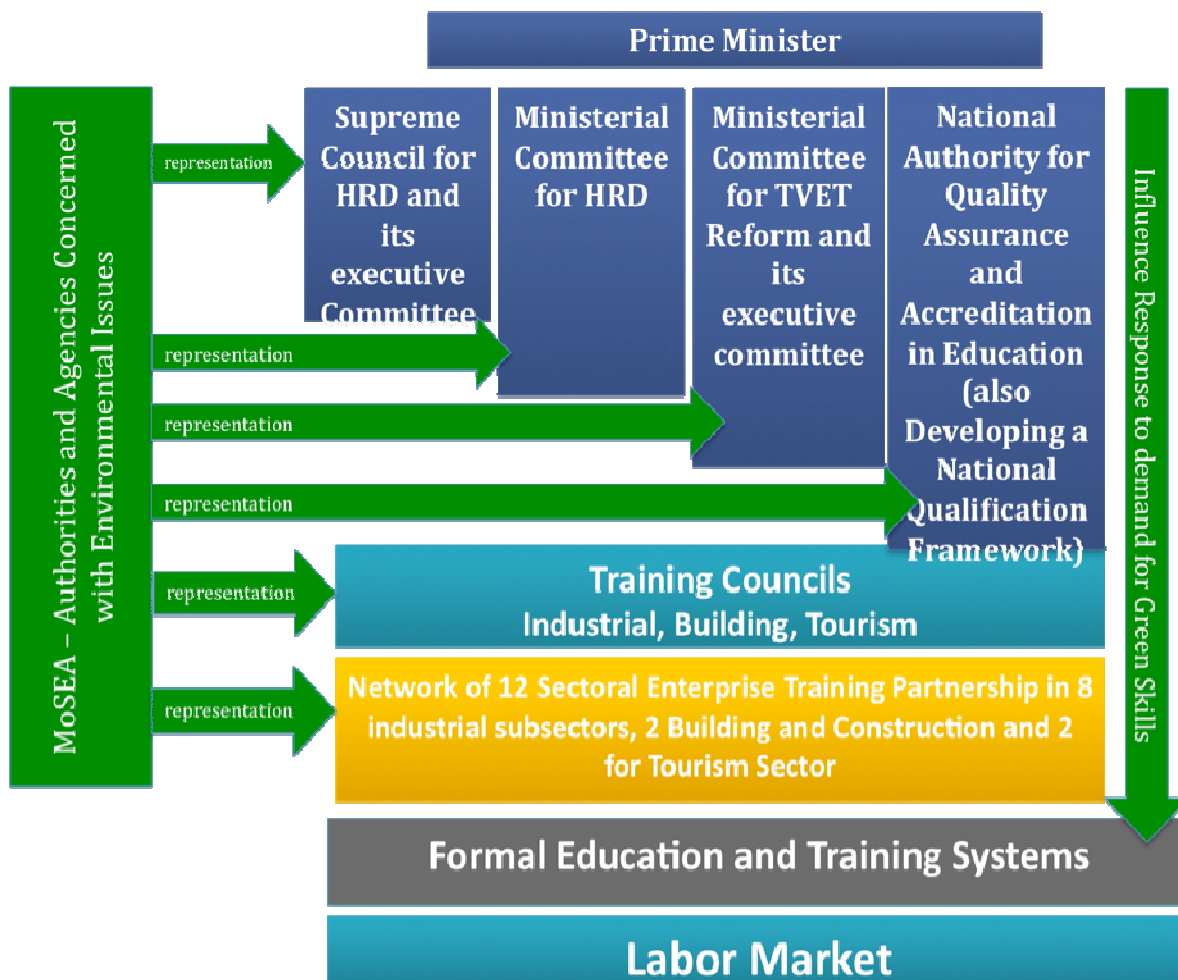 Prime Minister
MoSEA – Authorities and Agencies Concerned
with Environmental Issues
representation
Supreme
Council for
HRD and
its
executive
Committee
Ministerial
Committee
for HRD
Ministerial
Committee
for TVET
Reform and
its
executive
committee
National
Authority for
Quality
Assurance
and
Accreditation
in Education
(also
Developing a
National
Qualification
Framework)
Influence Response to demand for Green Skills
representation
representation
representation
representation
Training Councils
Industrial, Building, Tourism
representation
Network of 12 Sectoral Enterprise Training Partnership in 8
industrial subsectors, 2 Building and Construction and 2
for Tourism Sector
Formal Education and Training Systems
Labor Market